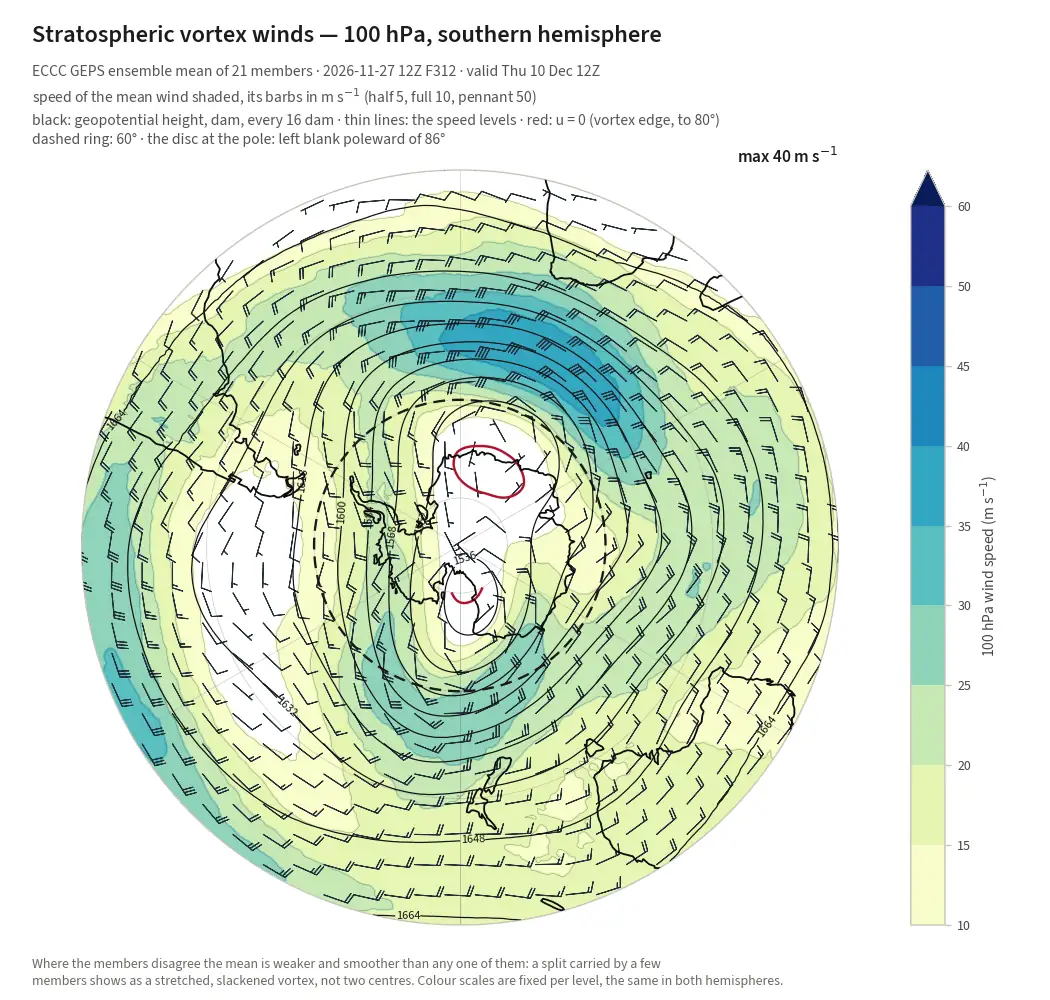 Stratospheric vortex winds — 100 hPa, southern hemisphere
ECCC GEPS ensemble mean of 21 members · 2026-11-27 12Z F312 · valid Thu 10 Dec 12Z
speed of the mean wind shaded, its barbs in m s⁻¹ (half 5, full 10, pennant 50)
black: geopotential height, dam, every 16 dam · thin lines: the speed levels · red: u = 0 (vortex edge, to 80°)
dashed ring: 60° · the disc at the pole: left blank poleward of 86°
max 40 m s⁻¹
60
50
45
40
35
30
25
20
15
10
100 hPa wind speed (m s⁻¹)
1664
1600
1568
1536
1632
1664
1648
1664
Where the members disagree the mean is weaker and smoother than any one of them: a split carried by a few
members shows as a stretched, slackened vortex, not two centres. Colour scales are fixed per level, the same in both hemispheres.